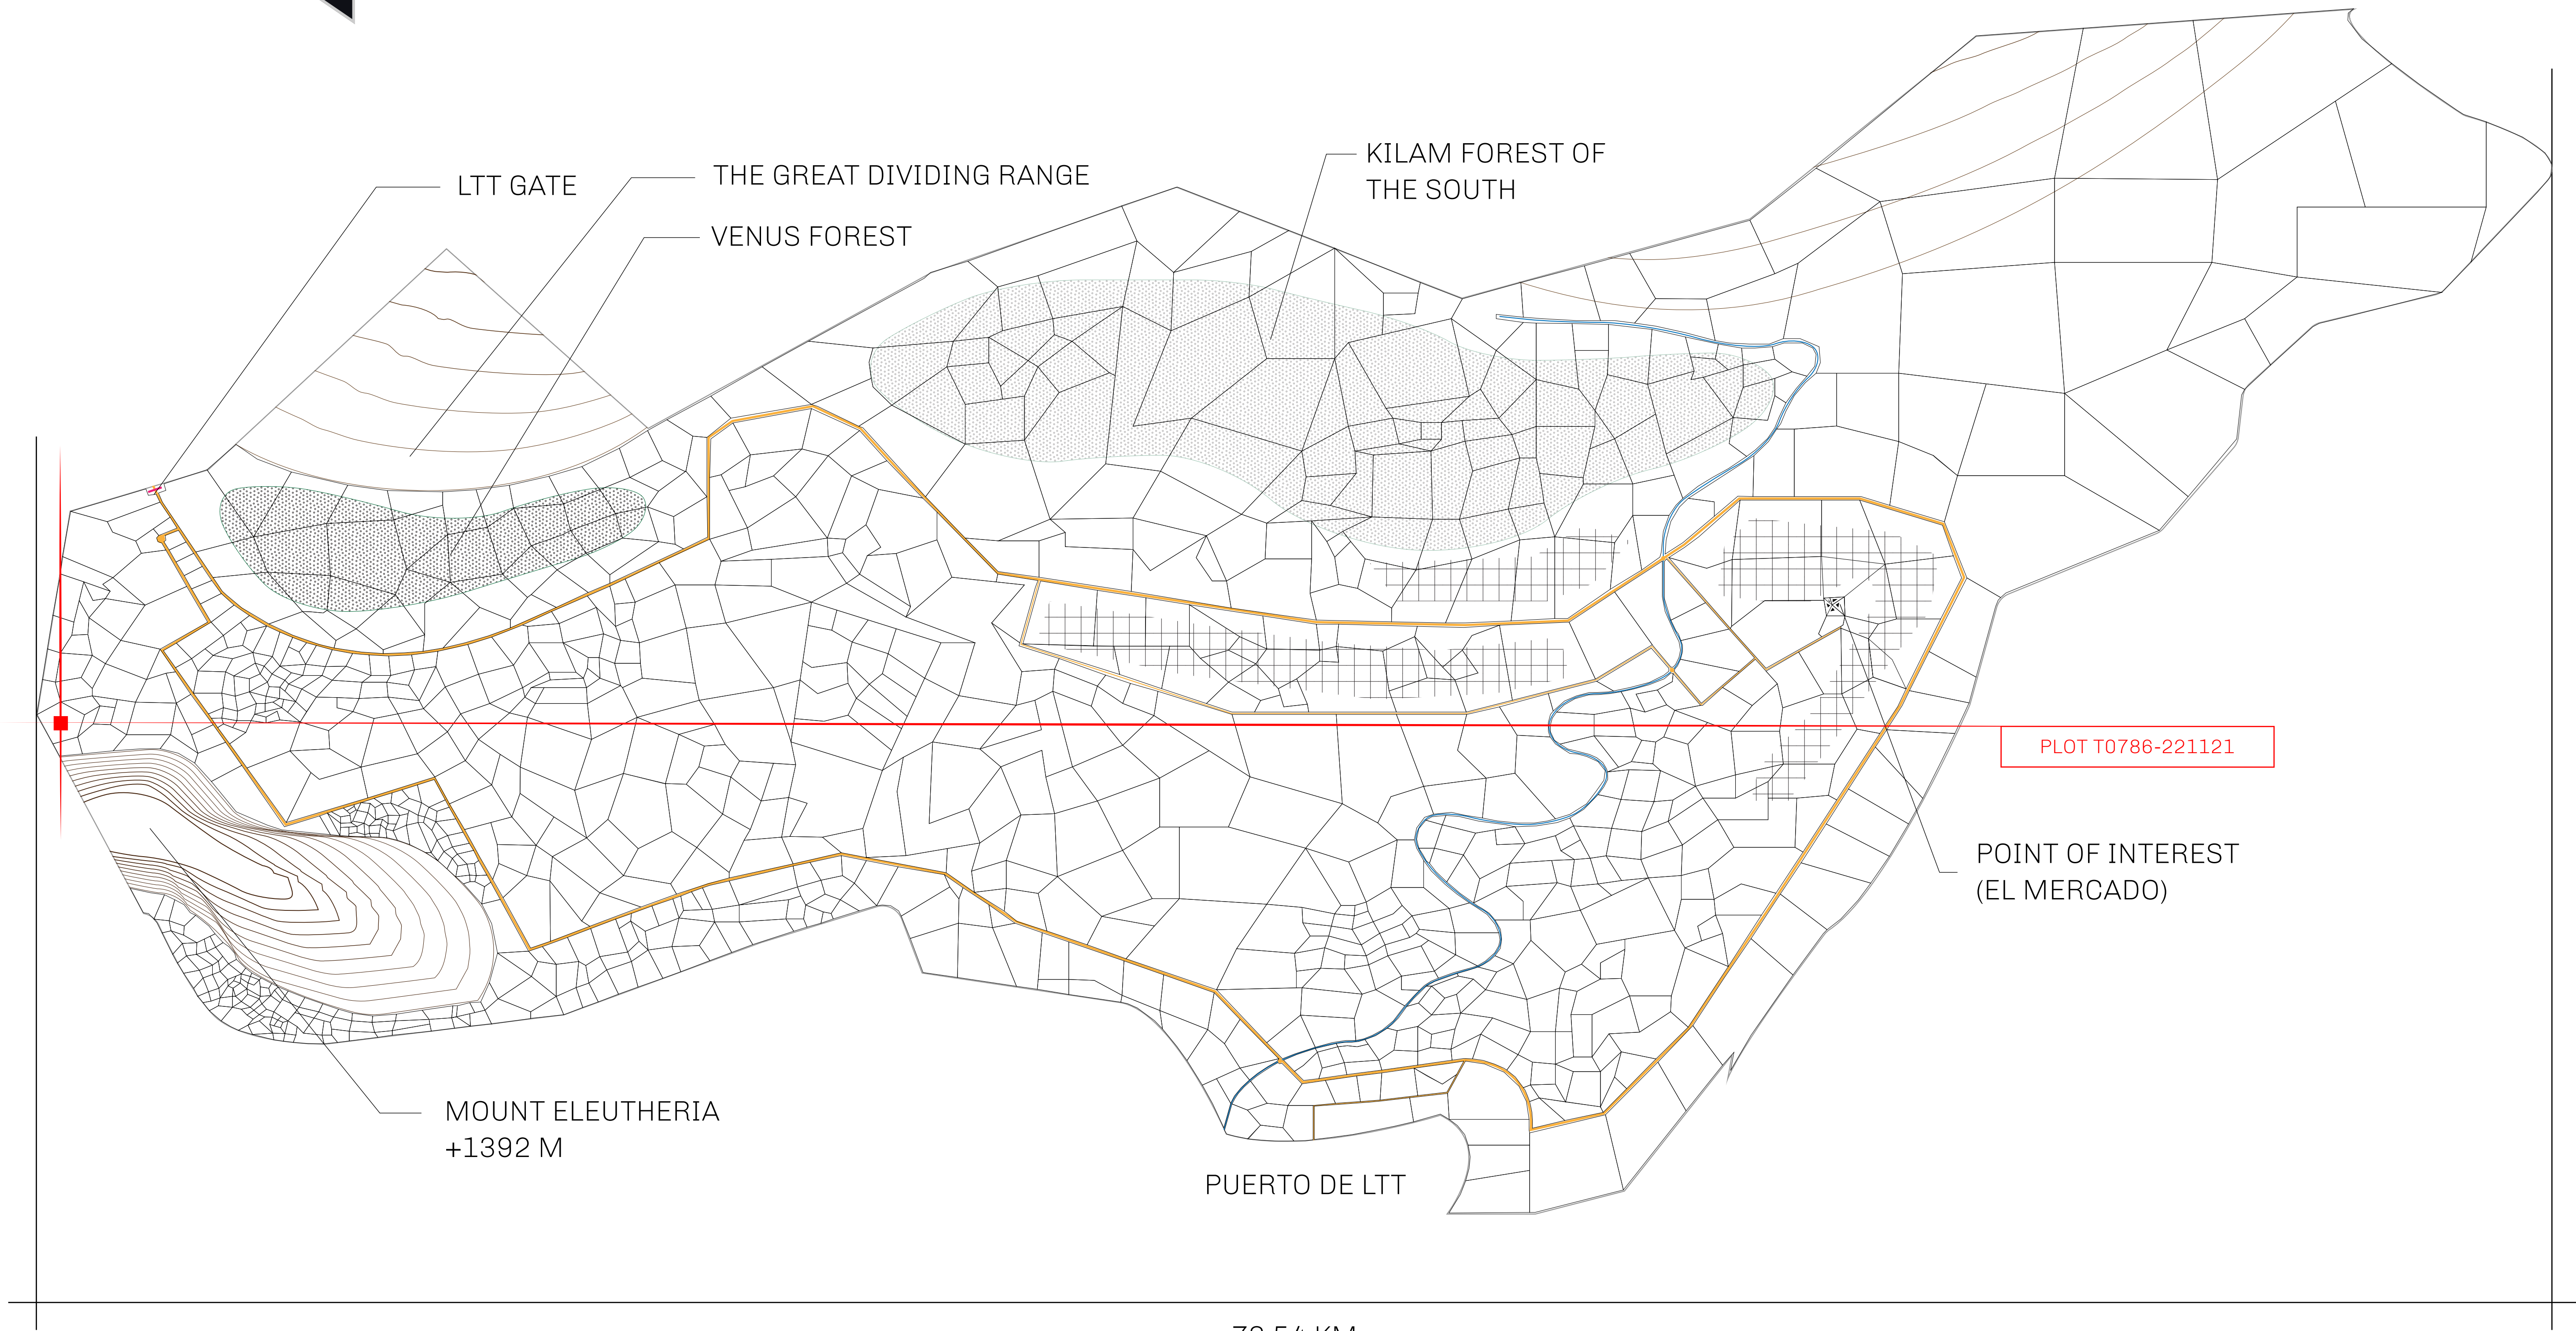 KILAM FOREST OF
THE SOUTH
LTT GATE
THE GREAT DIVIDING RANGE
VENUS FOREST
PLOT T0786-221121
POINT OF INTEREST
(EL MERCADO)
MOUNT ELEUTHERIA
+1392 M
PUERTO DE LTT
KM